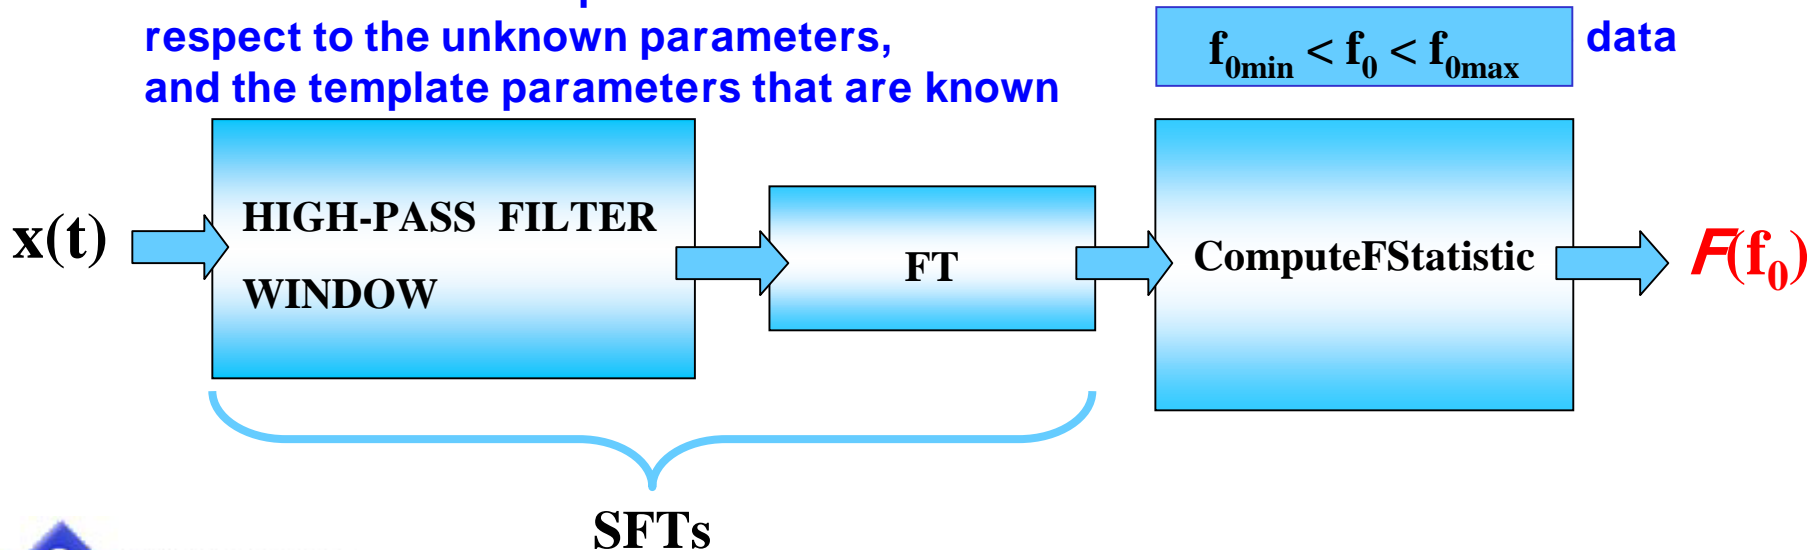 respect to the unknown parameters,
and the template parameters that are known
f0min < f0 < f0max
data
x(t)
HIGH-PASS FILTER
WINDOW
FT
ComputeFStatistic
F(f0)
SFTs